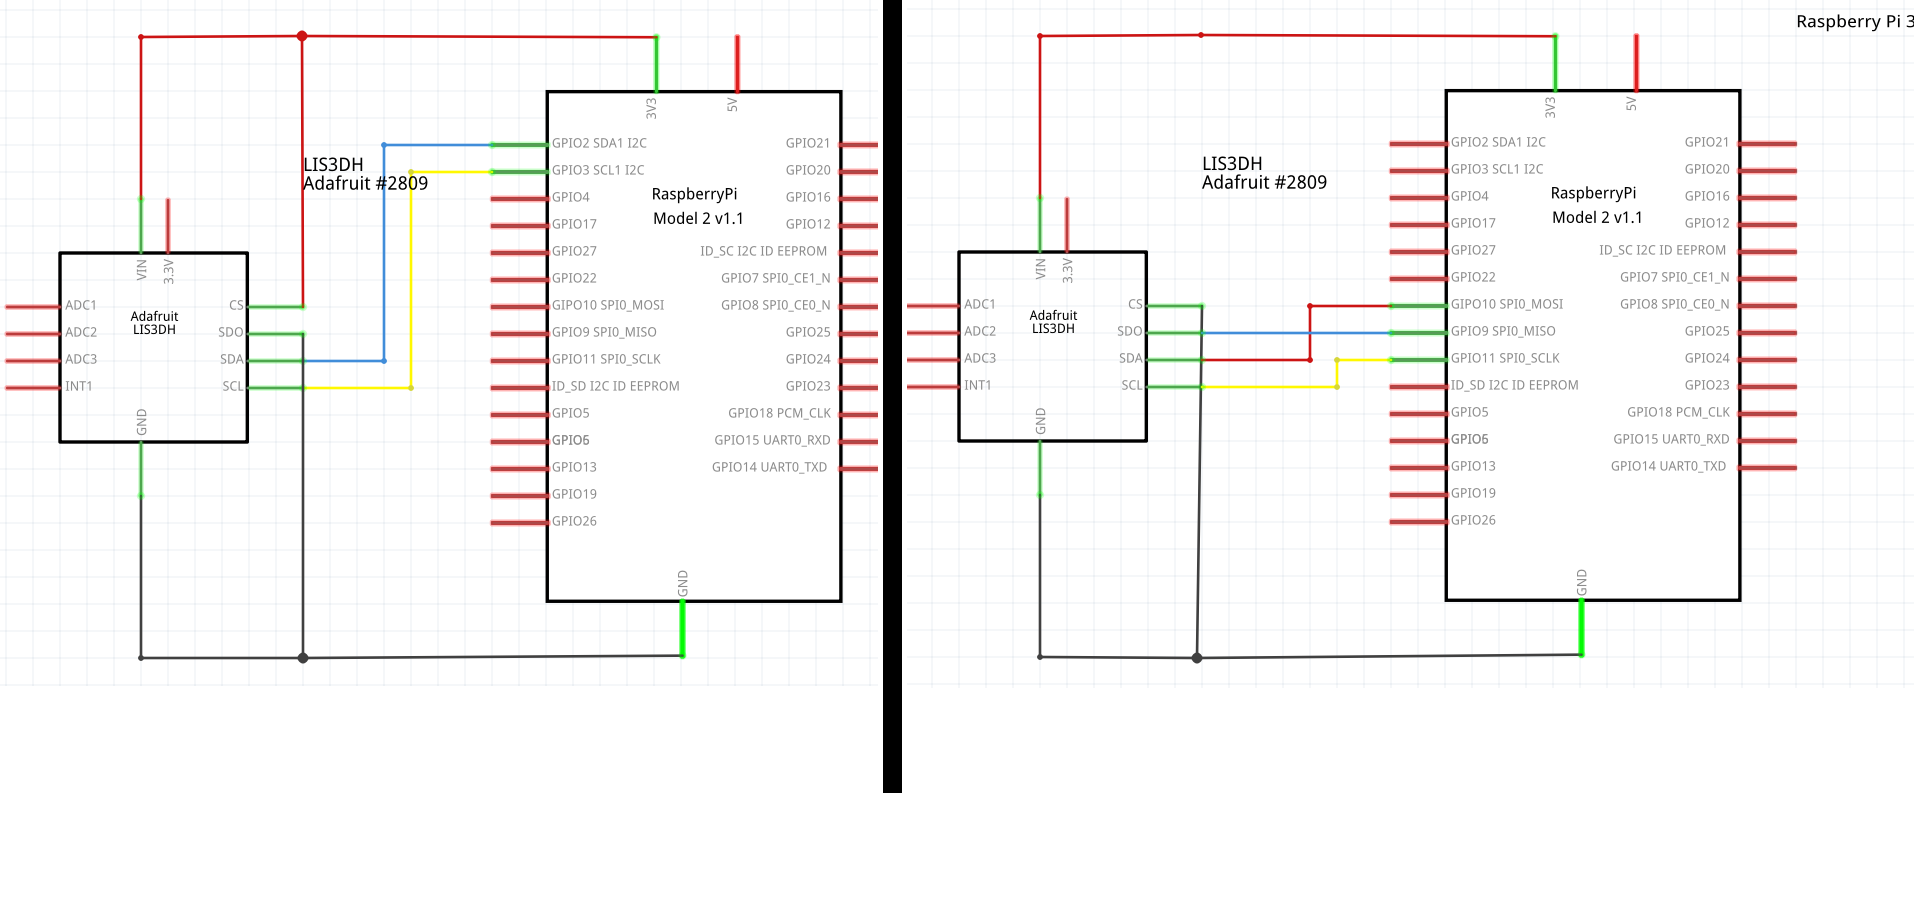 3V3
5V
GPIO2 SDA1 I2C
GPIO21
GPIO3 SCL1 I2C
GPIO20
LIS3DH
Adafruit #2809
RaspberryPi
Model 2 v1.1
GPIO4
GPIO16
GPIO17
GPIO12
GPIO27
ID_SC I2C ID EEPROM
GPIO22
GPIO7 SPI0_CE1_N
GIPO10 SPI0_MOSI
GPIO8 SPI0_CE0_N
GPIO9 SPI0_MISO
GPIO25
GPIO11 SPI0_SCLK
GPIO24
ID_SD I2C ID EEPROM
GPIO23
GPIO5
GPIO18 PCM_CLK
GPIO6
GPIO15 UART0_RXD
GPIO13
GPIO14 UART0_TXD
GPIO19
GPIO26
GND
VIN
3.3V
ADC1
CS
Adafruit
LIS3DH
ADC2
SDO
ADC3
SDA
INT1
SCL
GND
Raspberry Pi 3
3V3
5V
GPIO2 SDA1 I2C
GPIO21
GPIO3 SCL1 I2C
GPIO20
LIS3DH
Adafruit #2809
RaspberryPi
Model 2 v1.1
GPIO4
GPIO16
GPIO17
GPIO12
GPIO27
ID_SC I2C ID EEPROM
GPIO22
GPIO7 SPI0_CE1_N
GIPO10 SPI0_MOSI
GPIO8 SPI0_CE0_N
GPIO9 SPI0_MISO
GPIO25
GPIO11 SPI0_SCLK
GPIO24
ID_SD I2C ID EEPROM
GPIO23
GPIO5
GPIO18 PCM_CLK
GPIO6
GPIO15 UART0_RXD
GPIO13
GPIO14 UART0_TXD
GPIO19
GPIO26
GND
VIN
3.3V
ADC1
CS
Adafruit
LIS3DH
ADC2
SDO
ADC3
SDA
INT1
SCL
GND